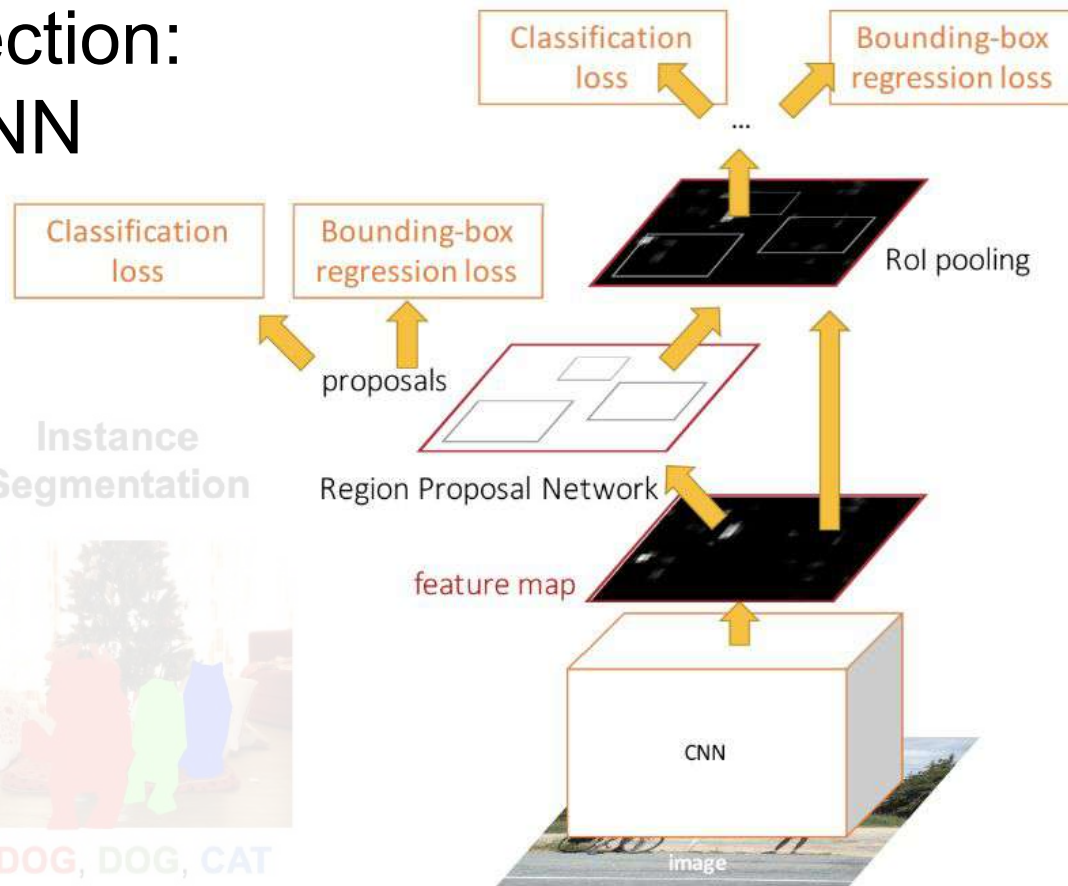 ection:
NN
Classification
loss
Bounding-box
regression loss
...
Classification
loss
Bounding-box
regression loss
RoI pooling
proposals
Instance
Segmentation
Region Proposal Network
feature map
CNN
image
DOG, DOG, CAT